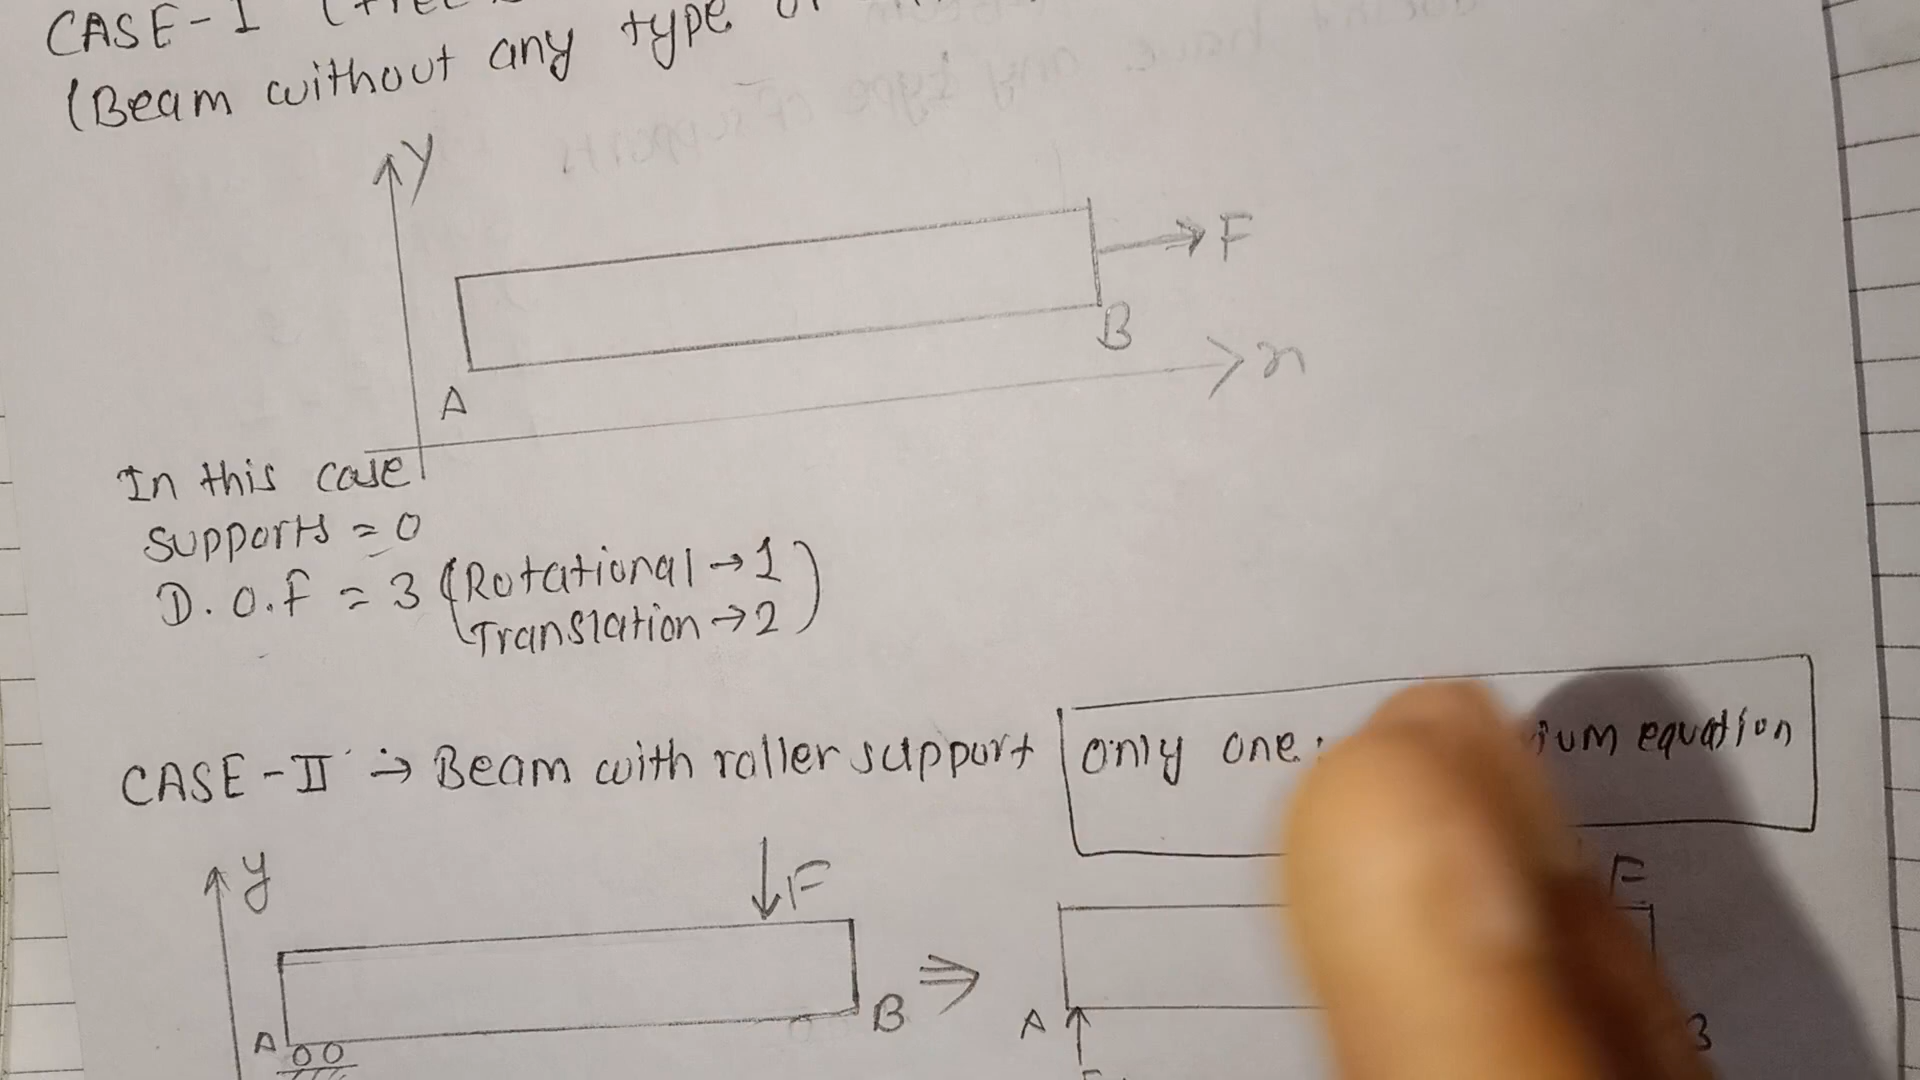 CASE-I
(Beam without any type
y
F
B
x
A
In this case
supports = 0
D.O.F = 3 (Rotational → 1
Translation → 2)
CASE-II → Beam with roller support
only one equation
y
F
F
A
B ⇒
A